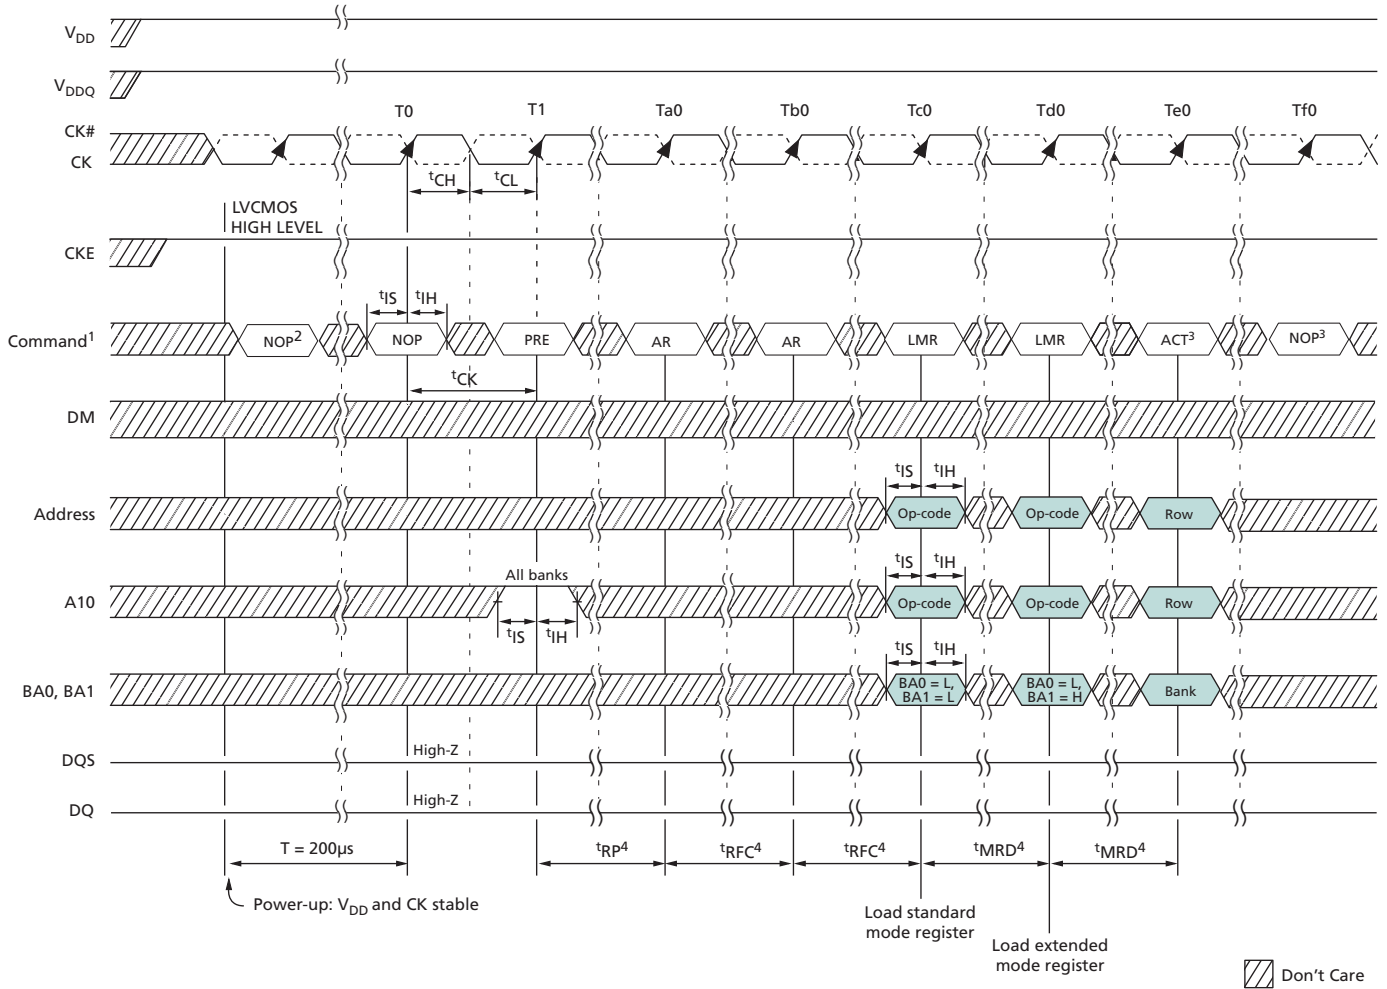 VDD
VDDQ
T0 T1 Ta0 Tb0 Tc0 Td0 Te0 Tf0
CK#
CK
tCH tCL
LVCMOS
HIGH LEVEL
CKE
tIS tIH
Command1 NOP2 NOP PRE AR AR LMR LMR ACT3 NOP3
tCK
DM
tIS tIH
Address Op-code Op-code Row
All banks tIS tIH
A10 Op-code Op-code Row
tIS tIH
tIS tIH
BA0, BA1 BA0 = L, BA1 = L BA0 = L, BA1 = H Bank
High-Z
DQS
High-Z
DQ
T = 200µs tRP4 tRFC4 tRFC4 tMRD4 tMRD4
Power-up: VDD and CK stable
Load standard
mode register
Load extended
mode register
Don't Care